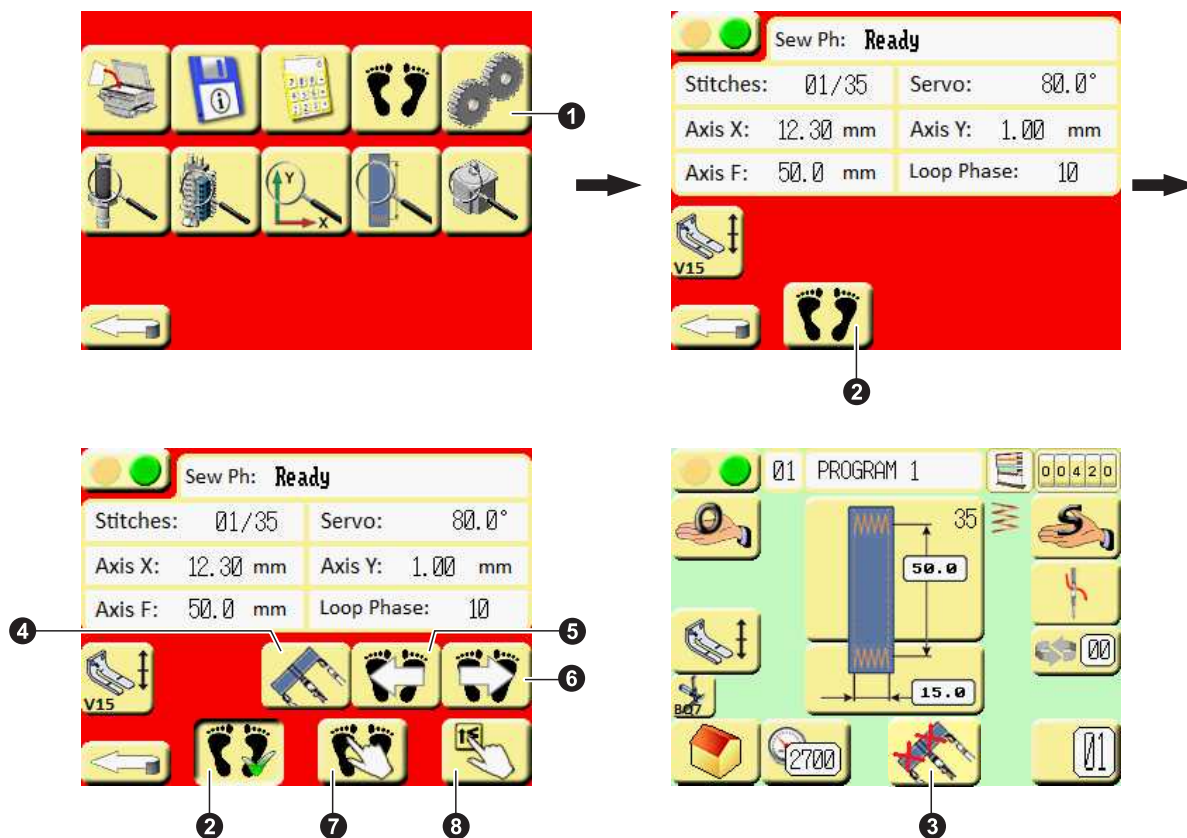 Y
X
1
Sew Ph: Ready
Stitches: 01/35 Servo: 80.0°
Axis X: 12.30 mm Axis Y: 1.00 mm
Axis F: 50.0 mm Loop Phase: 10
V15
2
Sew Ph: Ready
Stitches: 01/35 Servo: 80.0°
Axis X: 12.30 mm Axis Y: 1.00 mm
Axis F: 50.0 mm Loop Phase: 10
4
5
6
V15
2
7
8
01 PROGRAM 1 00420
O 35 S
50.0
00
15.0
BQ7
2700 01
3